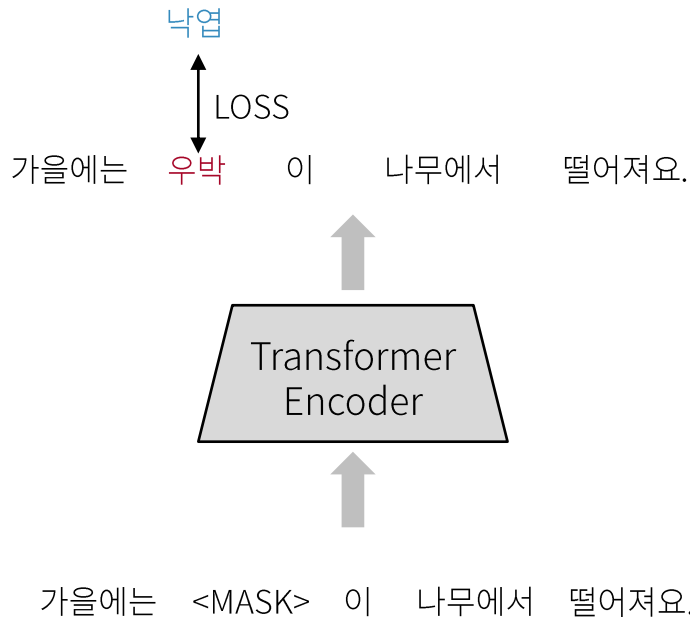 낙엽
LOSS
가을에는 우박 이 나무에서 떨어져요.
Transformer
Encoder
가을에는 <MASK> 이 나무에서 떨어져요.